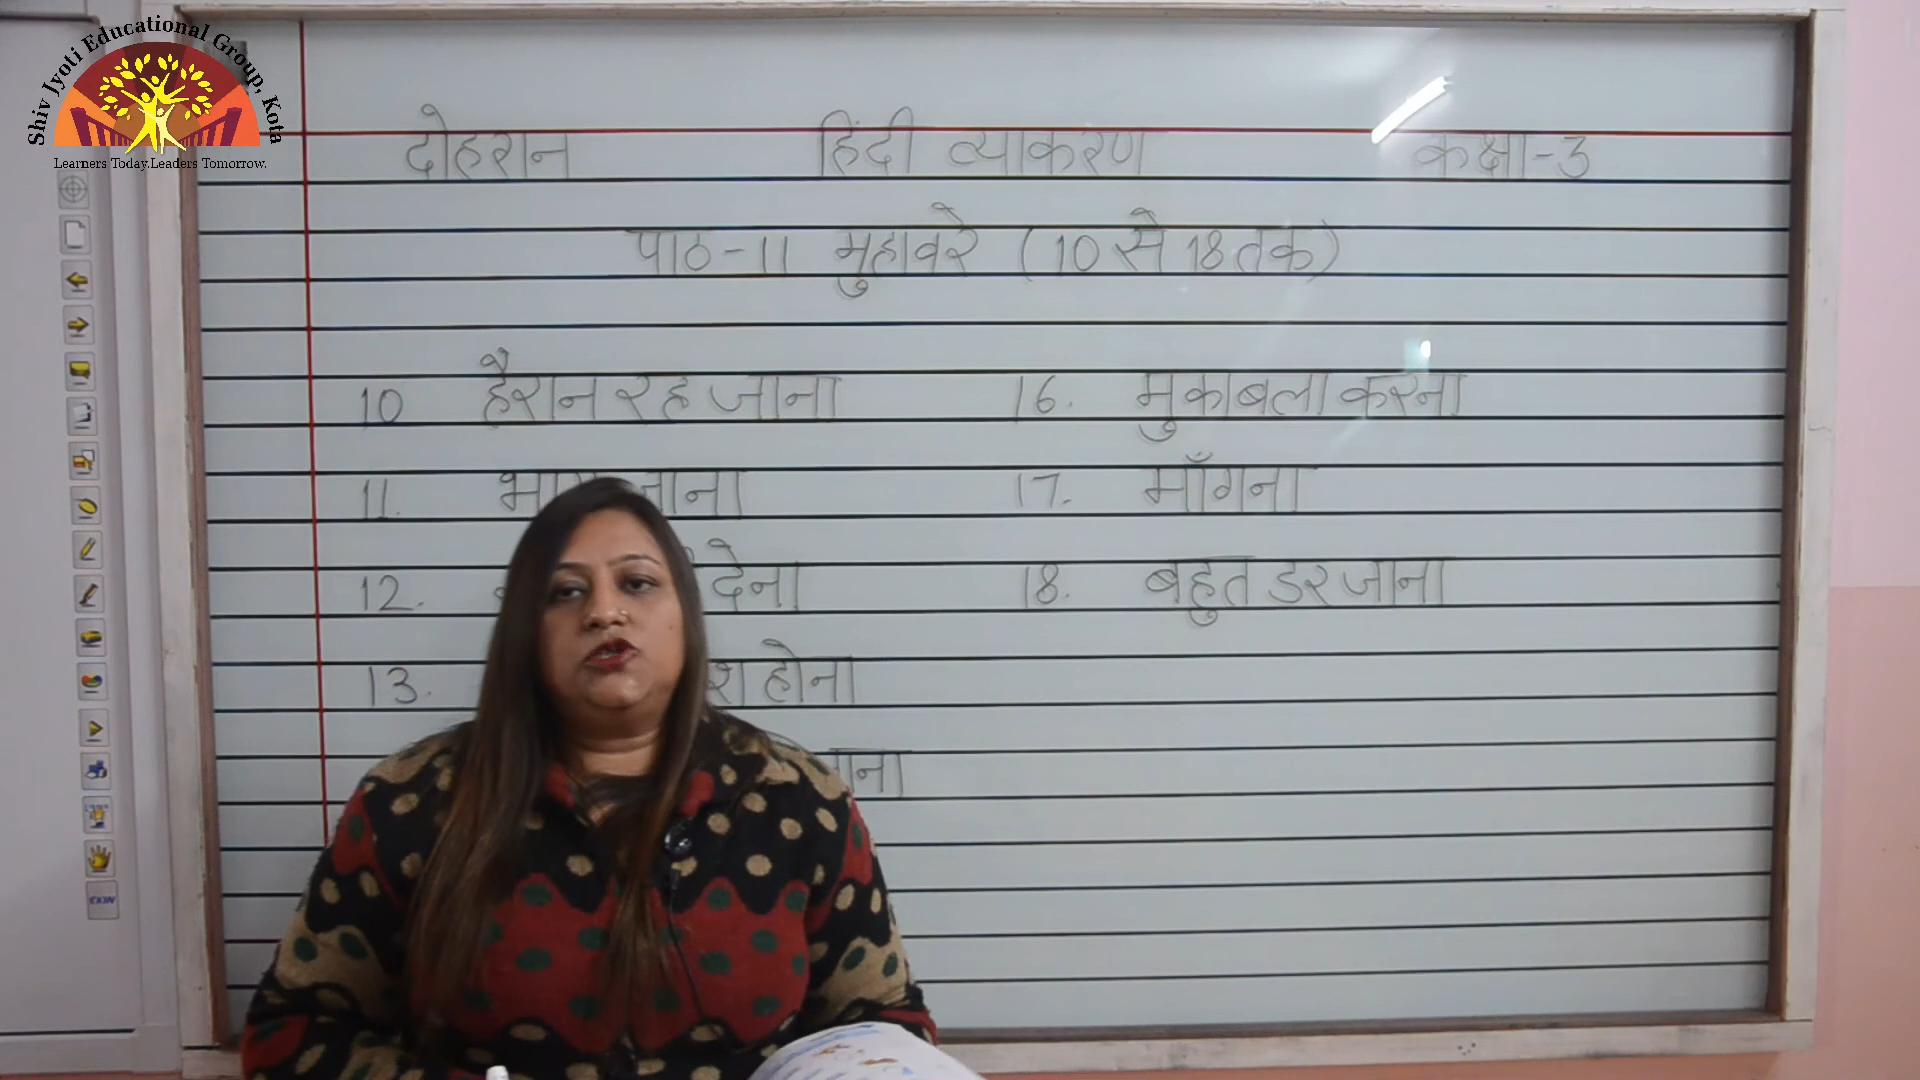 Shiv Jyoti Educational Group, Kota
Learners Today.Leaders Tomorrow.
दोहरान हिंदी व्याकरण कक्षा-3
पाठ-11 मुहावरे (10 से 18 तक)
10 हैरान रह जाना
16. मुकाबला करना
11. जाना
17. माँगना
12. देना
18. बहुत डर जाना
13. होना